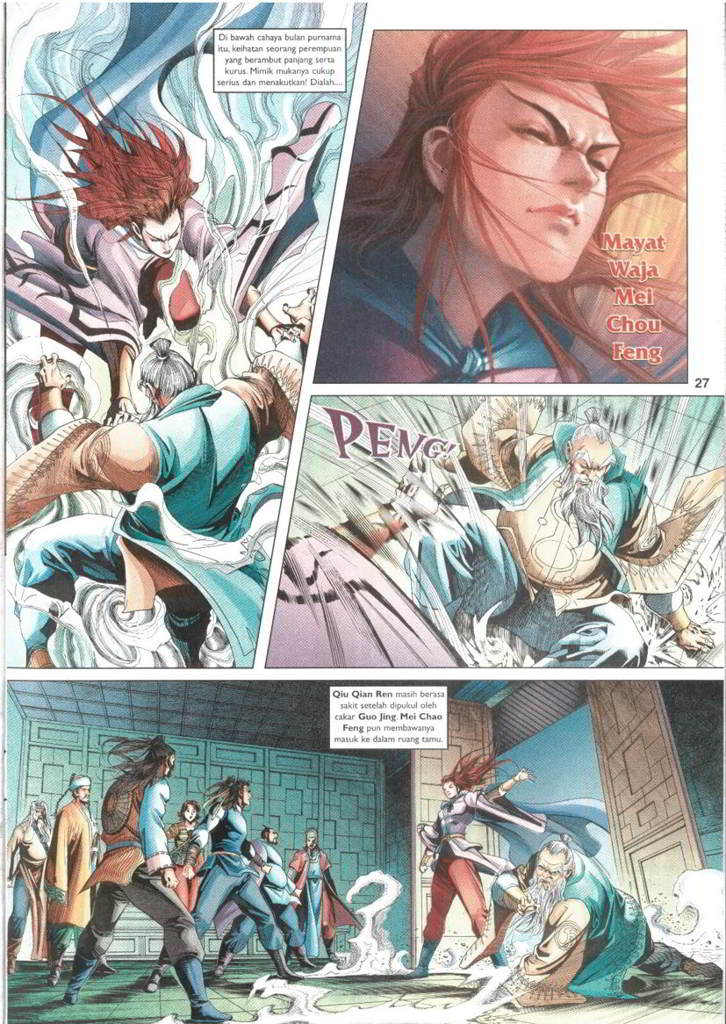 Di bawah cahaya bulan purnama
itu, keihatan seorang perempuan
yang berambut panjang serta
kurus. Mimik mukanya cukup
serius dan menakutkan! Dialah....
Mayat
Waja
Mei
Chou
Feng
27
PENG!
Qiu Qian Ren masih berasa
sakit setelah dipukul oleh
cakar Guo Jing. Mei Chao
Feng pun membawanya
masuk ke dalam ruang tamu.